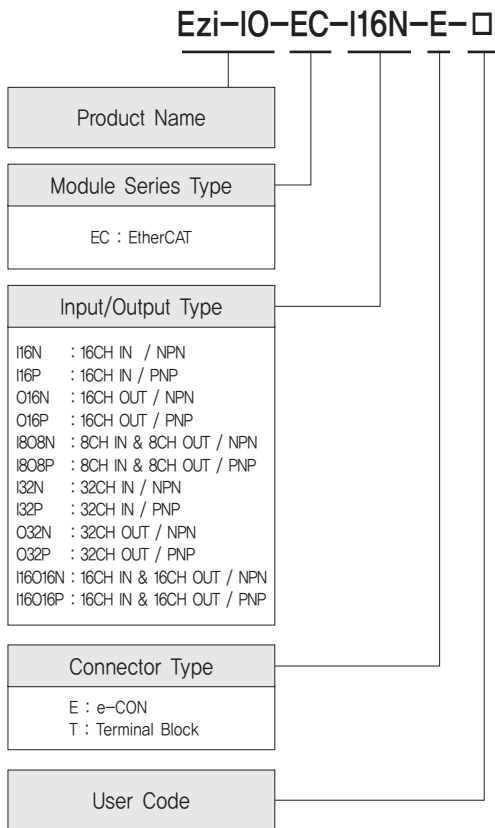 Ezi-IO-EC-I16N-E-□
Product Name
Module Series Type
EC : EtherCAT
Input/Output Type
I16N : 16CH IN / NPN
I16P : 16CH IN / PNP
O16N : 16CH OUT / NPN
O16P : 16CH OUT / PNP
I8O8N : 8CH IN & 8CH OUT / NPN
I8O8P : 8CH IN & 8CH OUT / PNP
I32N : 32CH IN / NPN
I32P : 32CH IN / PNP
O32N : 32CH OUT / NPN
O32P : 32CH OUT / PNP
I16O16N : 16CH IN & 16CH OUT / NPN
I16O16P : 16CH IN & 16CH OUT / PNP
Connector Type
E : e-CON
T : Terminal Block
User Code